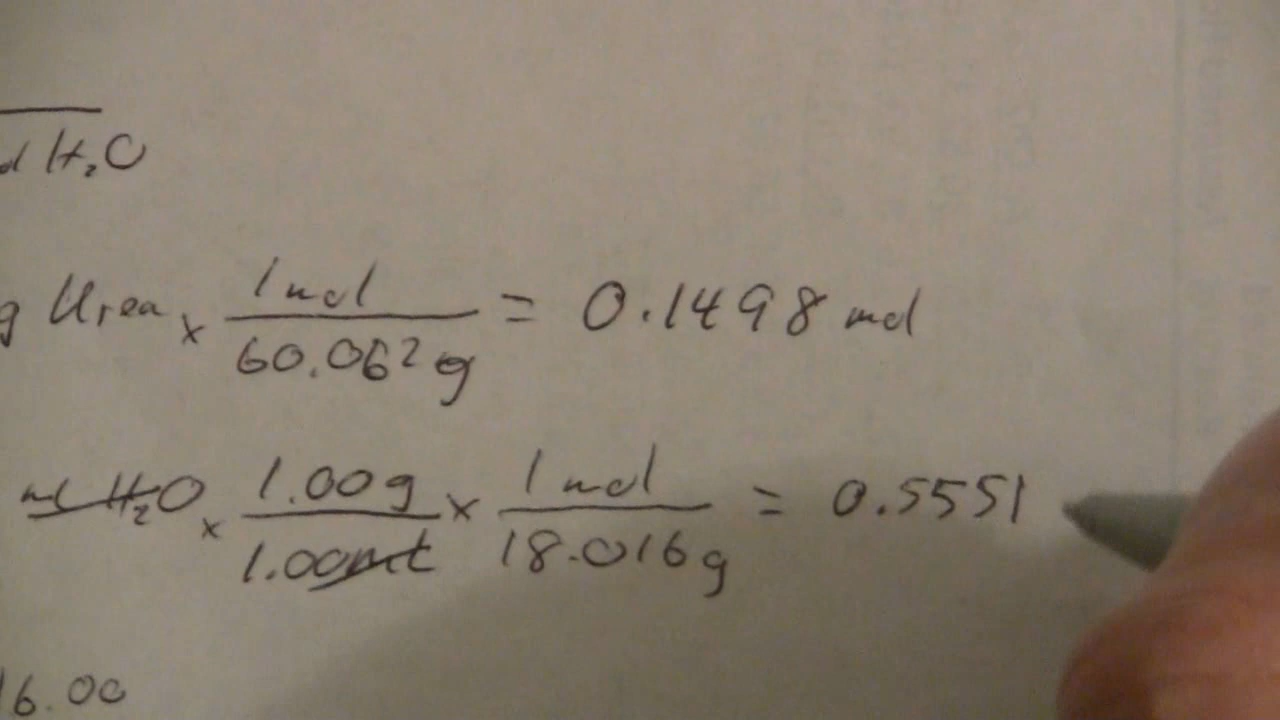 H₂O
g Urea x 1 mol / 60.062 g = 0.1498 mol
ml H₂O x 1.00 g / 1.00 ml x 1 mol / 18.016 g = 0.5551
16.00